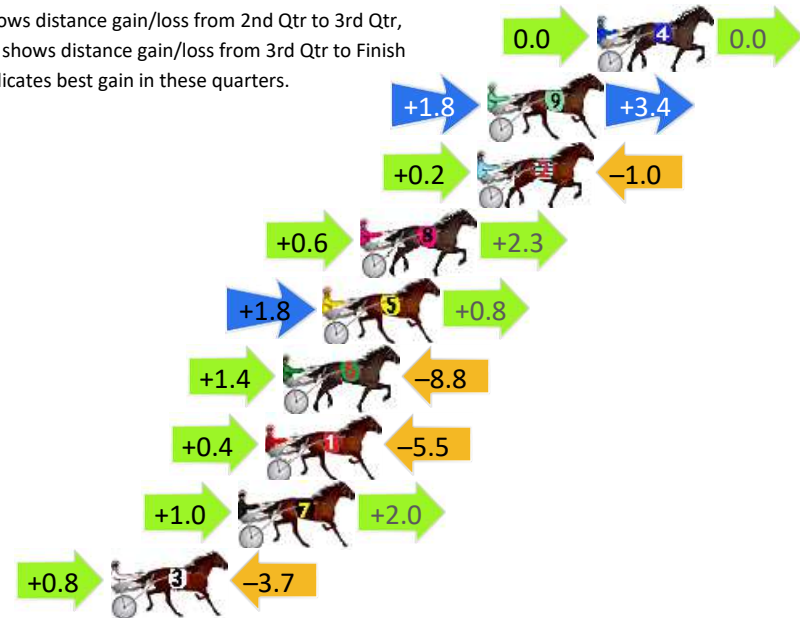 ows distance gain/loss from 2nd Qtr to 3rd Qtr,
shows distance gain/loss from 3rd Qtr to Finish
dicates best gain in these quarters.
0.0 4 0.0
+1.8 9 +3.4
+0.2 2 –1.0
+0.6 8 +2.3
+1.8 5 +0.8
+1.4 6 –8.8
+0.4 1 –5.5
+1.0 7 +2.0
+0.8 3 –3.7